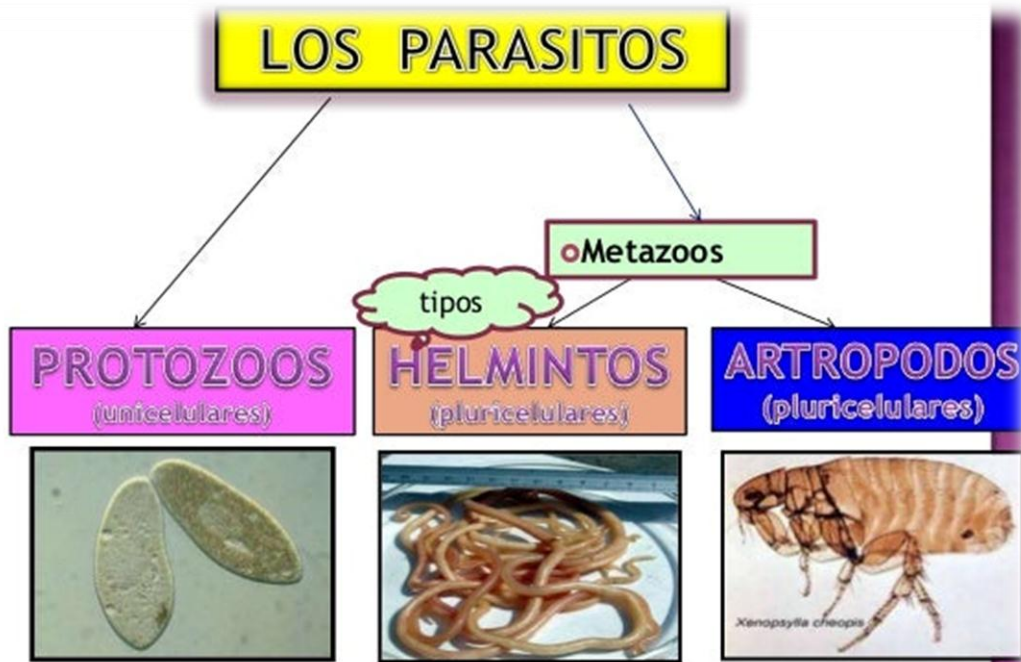 LOS PARASITOS
Metazoos
tipos
PROTOZOOS
(unicelulares)
HELMINTOS
(pluricelulares)
ARTROPODOS
(pluricelulares)
Xenopsylla cheopis